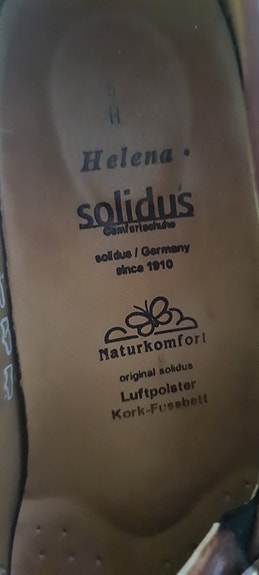 H
Helena •
solidus
Comfortschuhe
solidus / Germany
since 1910
Naturkomfort
original solidus
Luftpolster
Kork-Fussbett